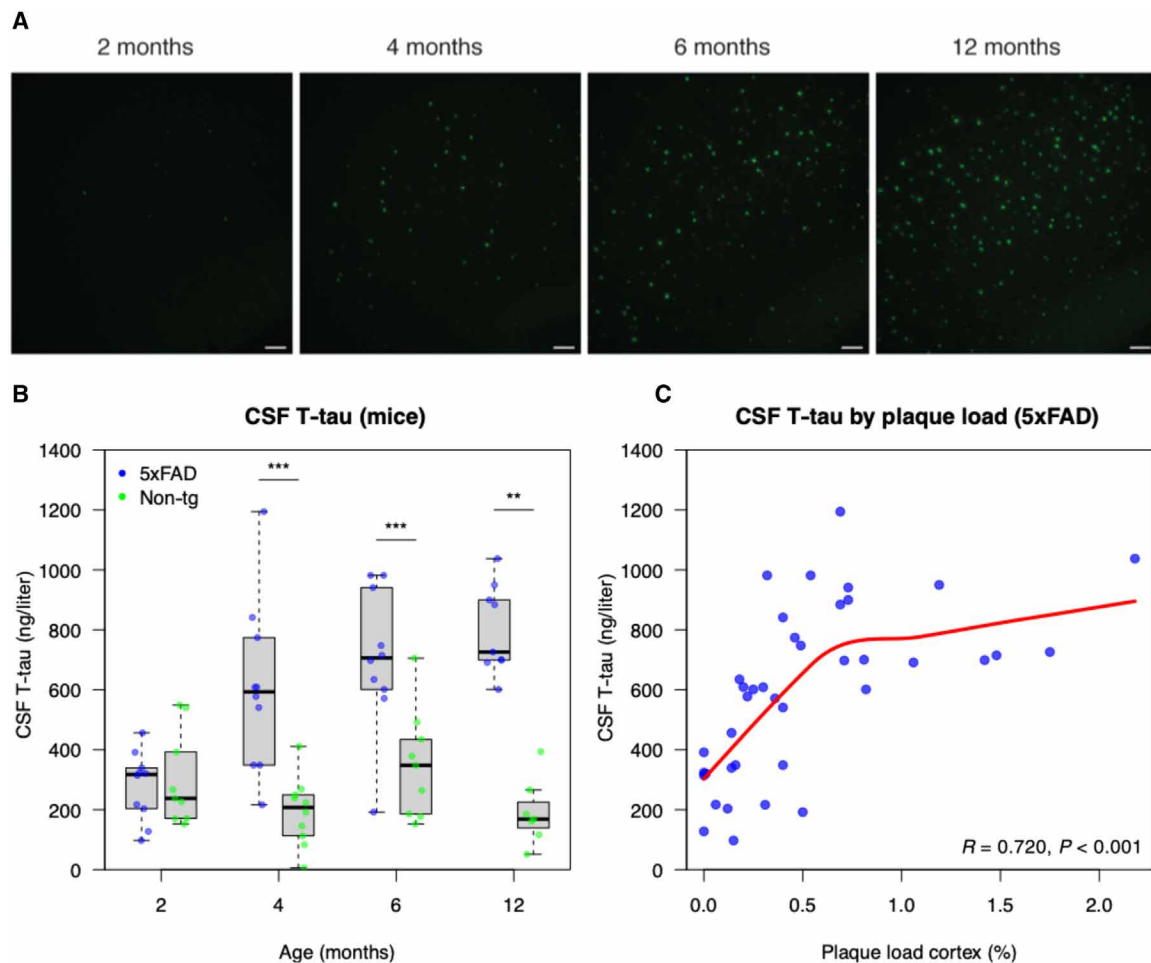 A
2 months 4 months 6 months 12 months
B
CSF T-tau (mice)
1400
1200
1000
800
600
400
200
0
CSF T-tau (ng/liter)
5xFAD
Non-tg
***
***
**
2 4 6 12
Age (months)
C
CSF T-tau by plaque load (5xFAD)
1400
1200
1000
800
600
400
200
0
CSF T-tau (ng/liter)
R = 0.720, P < 0.001
0.0 0.5 1.0 1.5 2.0
Plaque load cortex (%)